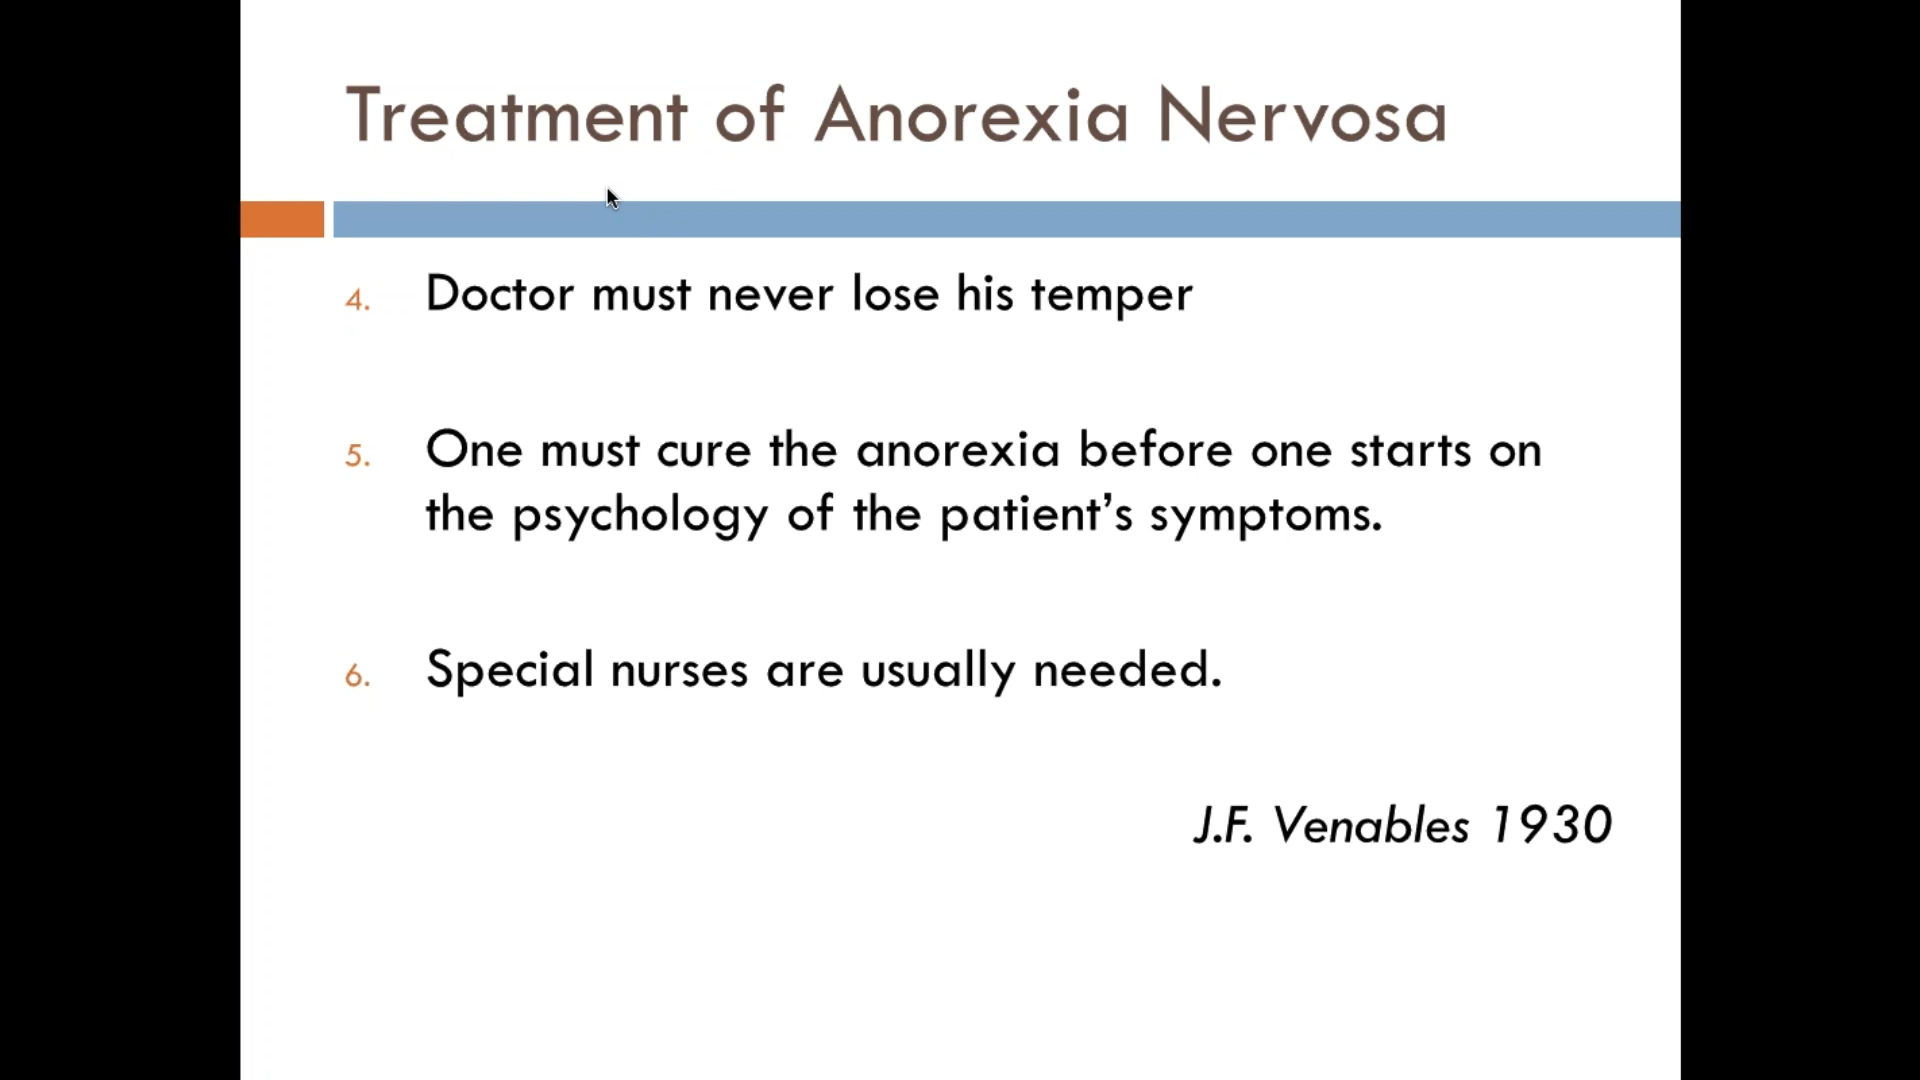 Treatment of Anorexia Nervosa
4. Doctor must never lose his temper
5. One must cure the anorexia before one starts on
the psychology of the patient’s symptoms.
6. Special nurses are usually needed.
J.F. Venables 1930